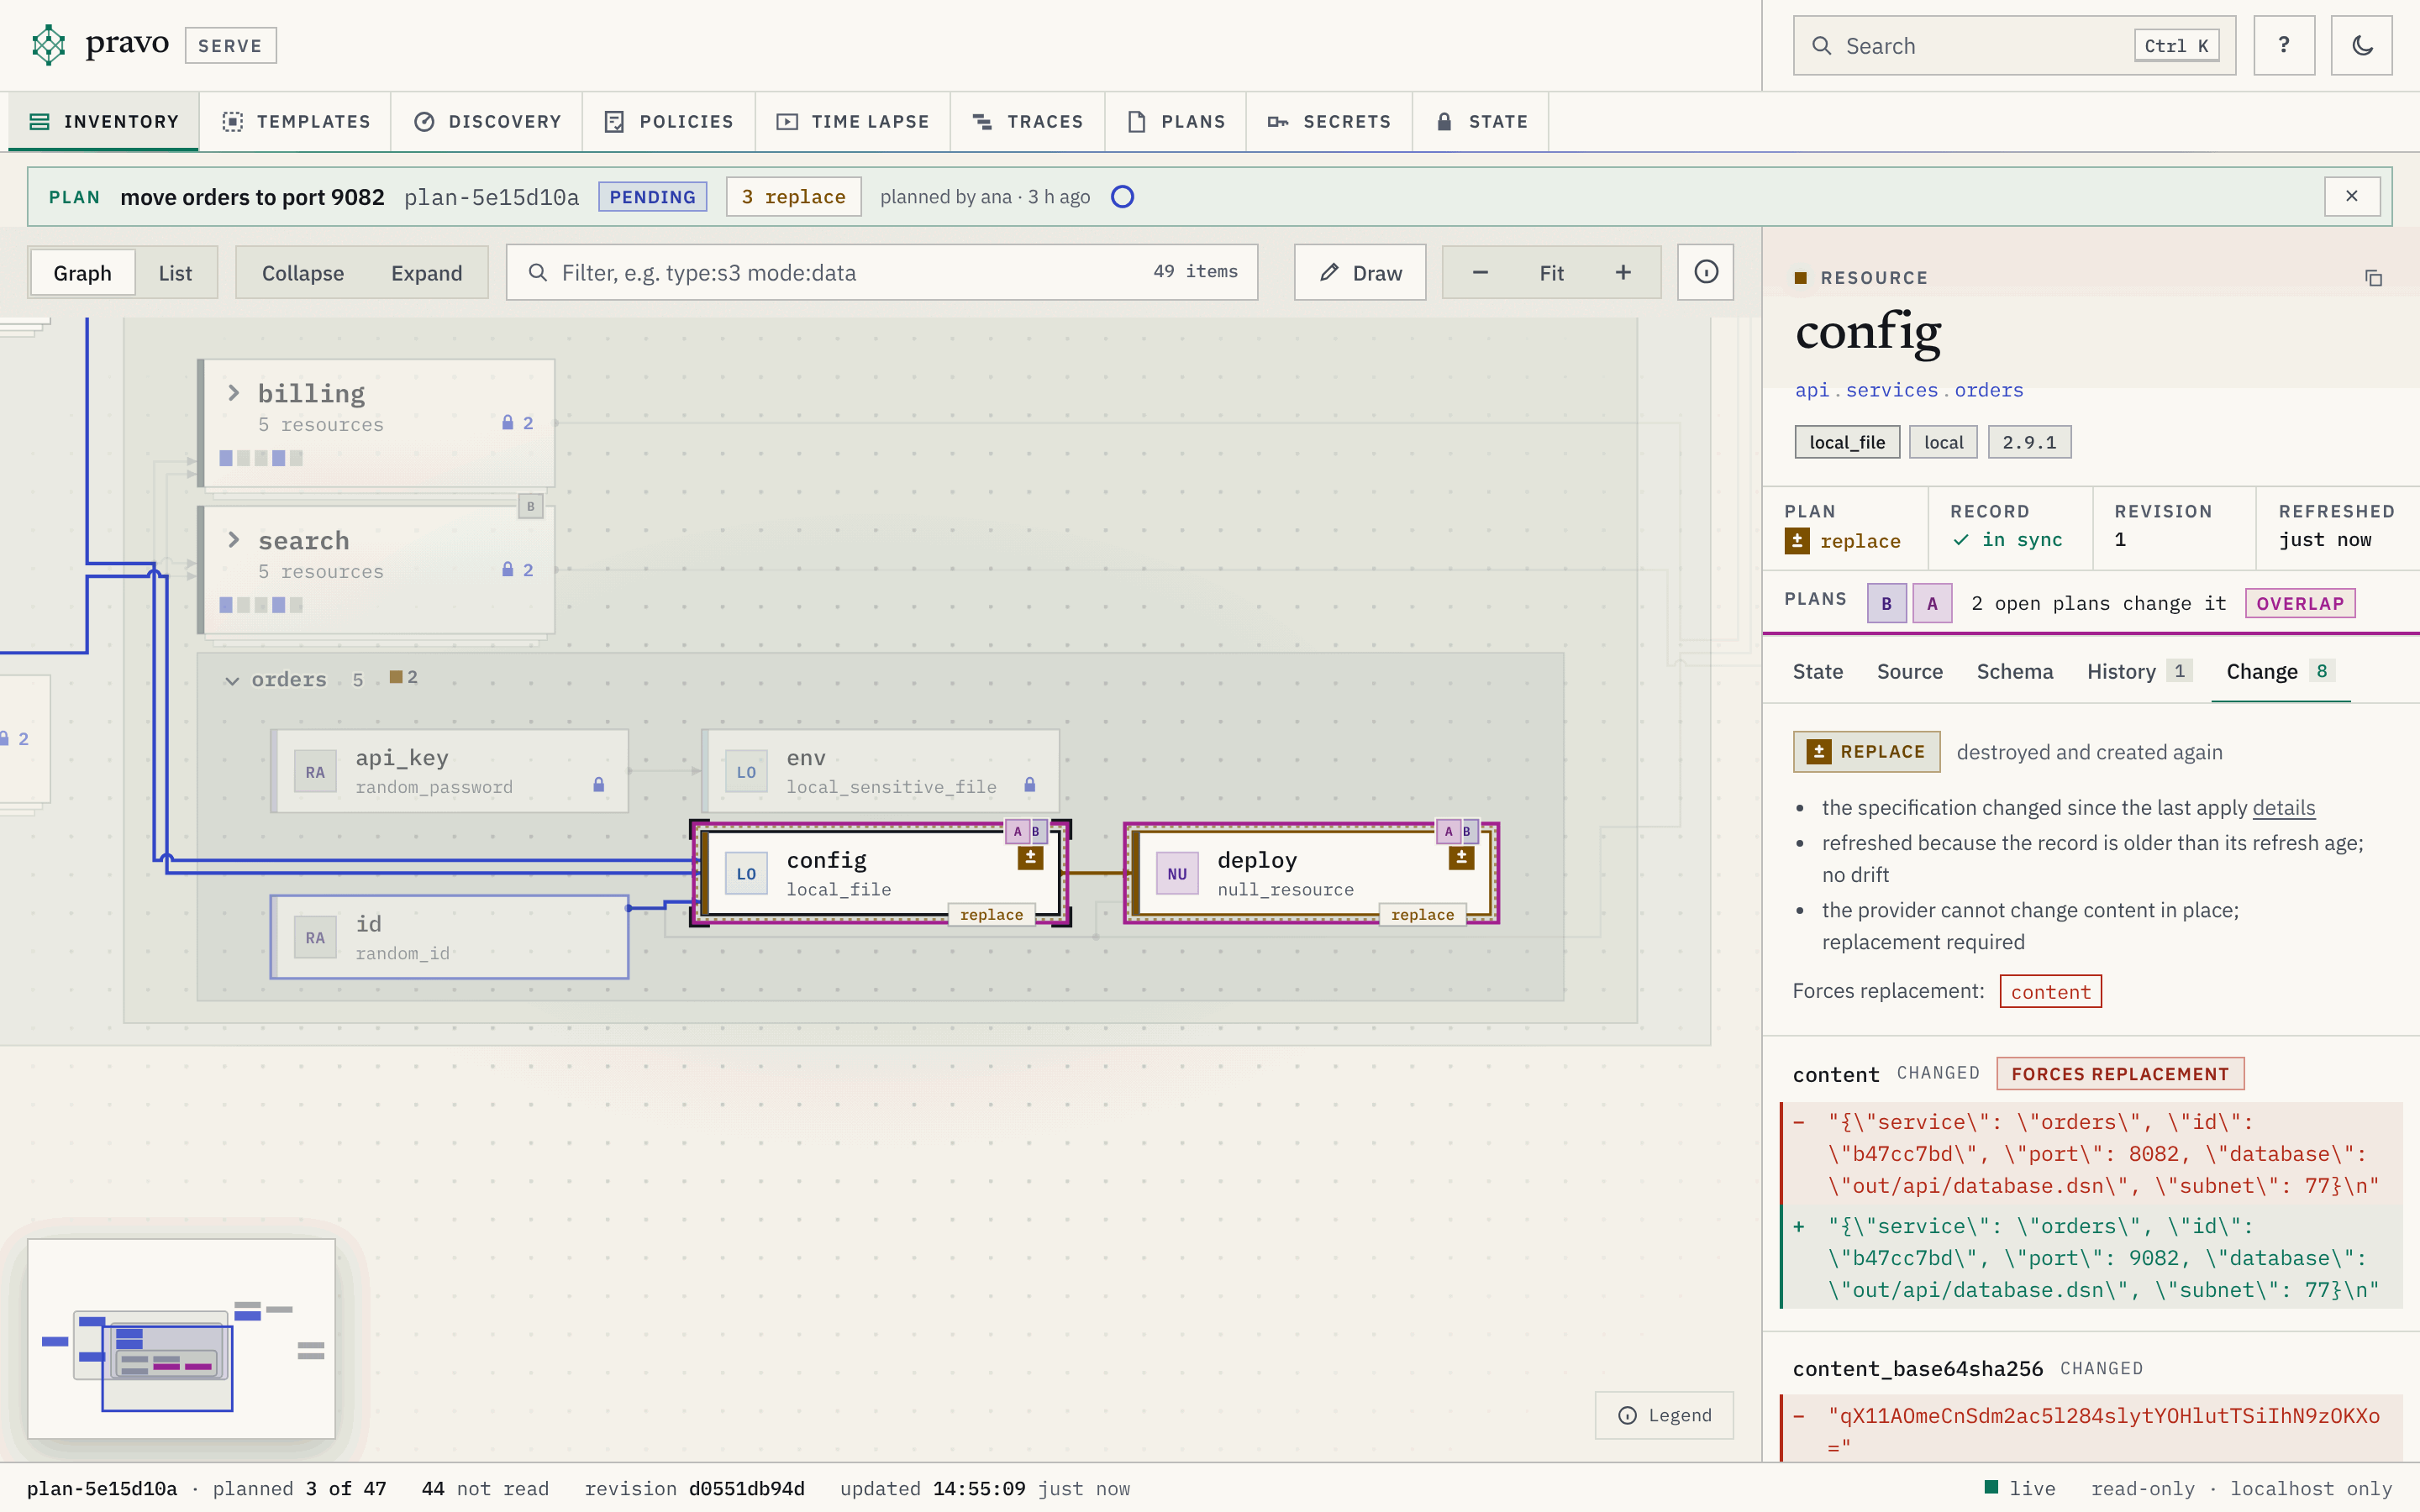 pravo SERVE
Search Ctrl K ?
INVENTORY TEMPLATES DISCOVERY POLICIES TIME LAPSE TRACES PLANS SECRETS STATE
PLAN move orders to port 9082 plan-5e15d10a PENDING 3 replace planned by ana · 3 h ago ×
Graph List Collapse Expand Filter, e.g. type:s3 mode:data 49 items Draw − Fit +
billing
5 resources 2
B
search
5 resources 2
orders 5 2
2
api_key
RA
random_password
env
LO
local_sensitive_file
A B
config
LO
local_file
replace
A B
deploy
NU
null_resource
replace
id
RA
random_id
Legend
RESOURCE
config
api.services.orders
local_file local 2.9.1
PLAN RECORD REVISION REFRESHED
± replace in sync 1 just now
PLANS B A 2 open plans change it OVERLAP
State Source Schema History 1 Change 8
± REPLACE destroyed and created again
• the specification changed since the last apply details
• refreshed because the record is older than its refresh age;
no drift
• the provider cannot change content in place;
replacement required
Forces replacement: content
content CHANGED FORCES REPLACEMENT
− "{\"service\": \"orders\", \"id\":
\"b47cc7bd\", \"port\": 8082, \"database\":
\"out/api/database.dsn\", \"subnet\": 77}\n"
+ "{\"service\": \"orders\", \"id\":
\"b47cc7bd\", \"port\": 9082, \"database\":
\"out/api/database.dsn\", \"subnet\": 77}\n"
content_base64sha256 CHANGED
− "qX11AOmeCnSdm2ac5l284slytYOHlutTSiIhN9zOKXo
="
plan-5e15d10a · planned 3 of 47 44 not read revision d0551db94d updated 14:55:09 just now
live read-only · localhost only